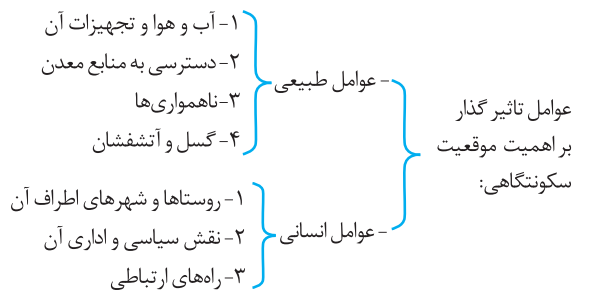 عوامل تاثیر گذار
بر اهمیت موقعیت
سکونتگاهی:
- عوامل طبیعی
۱- آب و هوا و تجهیزات آن
۲- دسترسی به منابع معدن
۳-ناهمواری‌ها
۴- گسل و آتشفشان
- عوامل انسانی
۱- روستاها و شهرهای اطراف آن
۲- نقش سیاسی و اداری آن
۳- راه‌های ارتباطی